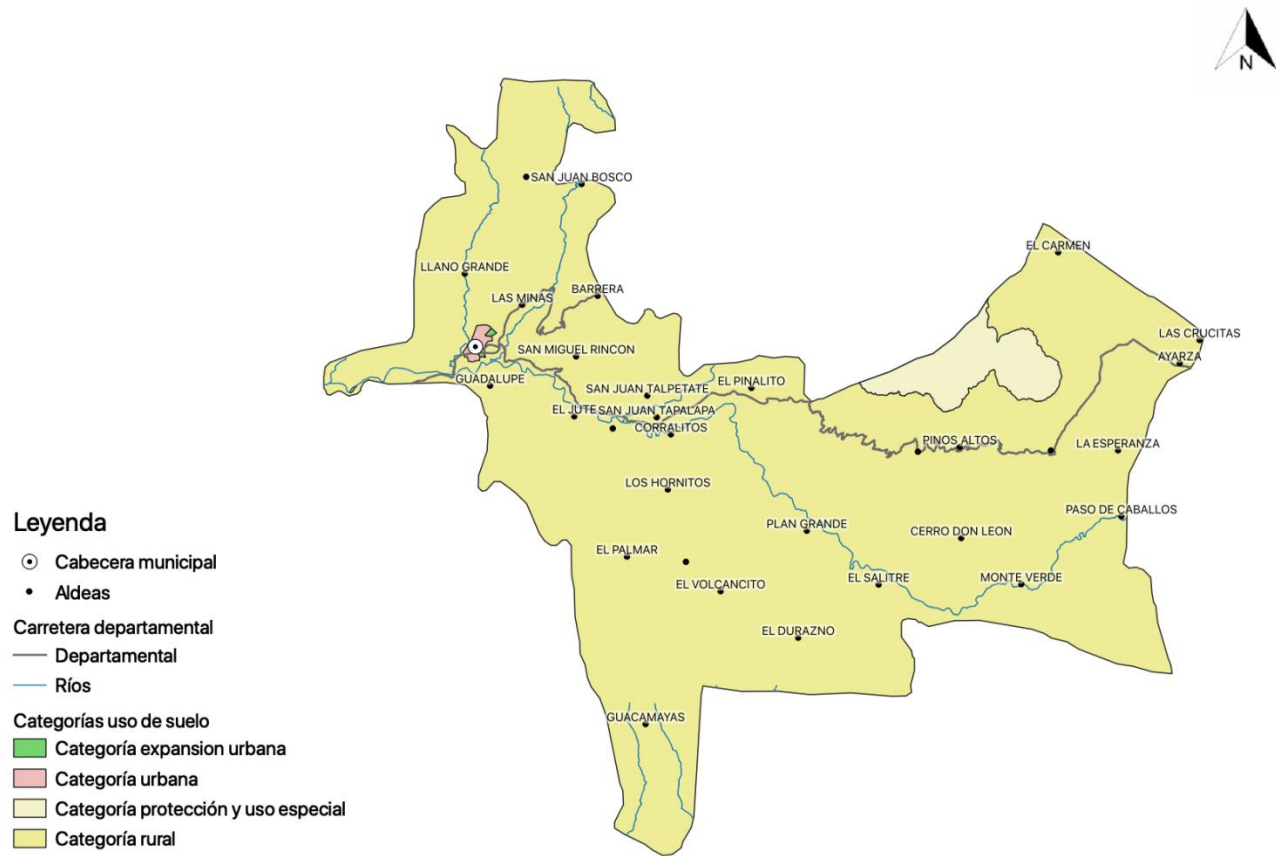 N
SAN JUAN BOSCO
EL CARMEN
LLANO GRANDE
BARRERA
LAS MINAS
LAS CRUCITAS
SAN MIGUEL RINCON
AYARZA
GUADALUPE
EL PINALITO
SAN JUAN TALPETATE
EL JUTE
SAN JUAN TAPALAPA
CORRALITOS
PINOS ALTOS
LA ESPERANZA
LOS HORNITOS
PASO DE CABALLOS
PLAN GRANDE
CERRO DON LEON
EL PALMAR
EL VOLCANCITO
EL SALITRE
MONTE VERDE
EL DURAZNO
GUACAMAYAS
Leyenda
Cabecera municipal
Aldeas
Carretera departamental
Departamental
Ríos
Categorías uso de suelo
Categoría expansion urbana
Categoría urbana
Categoría protección y uso especial
Categoría rural